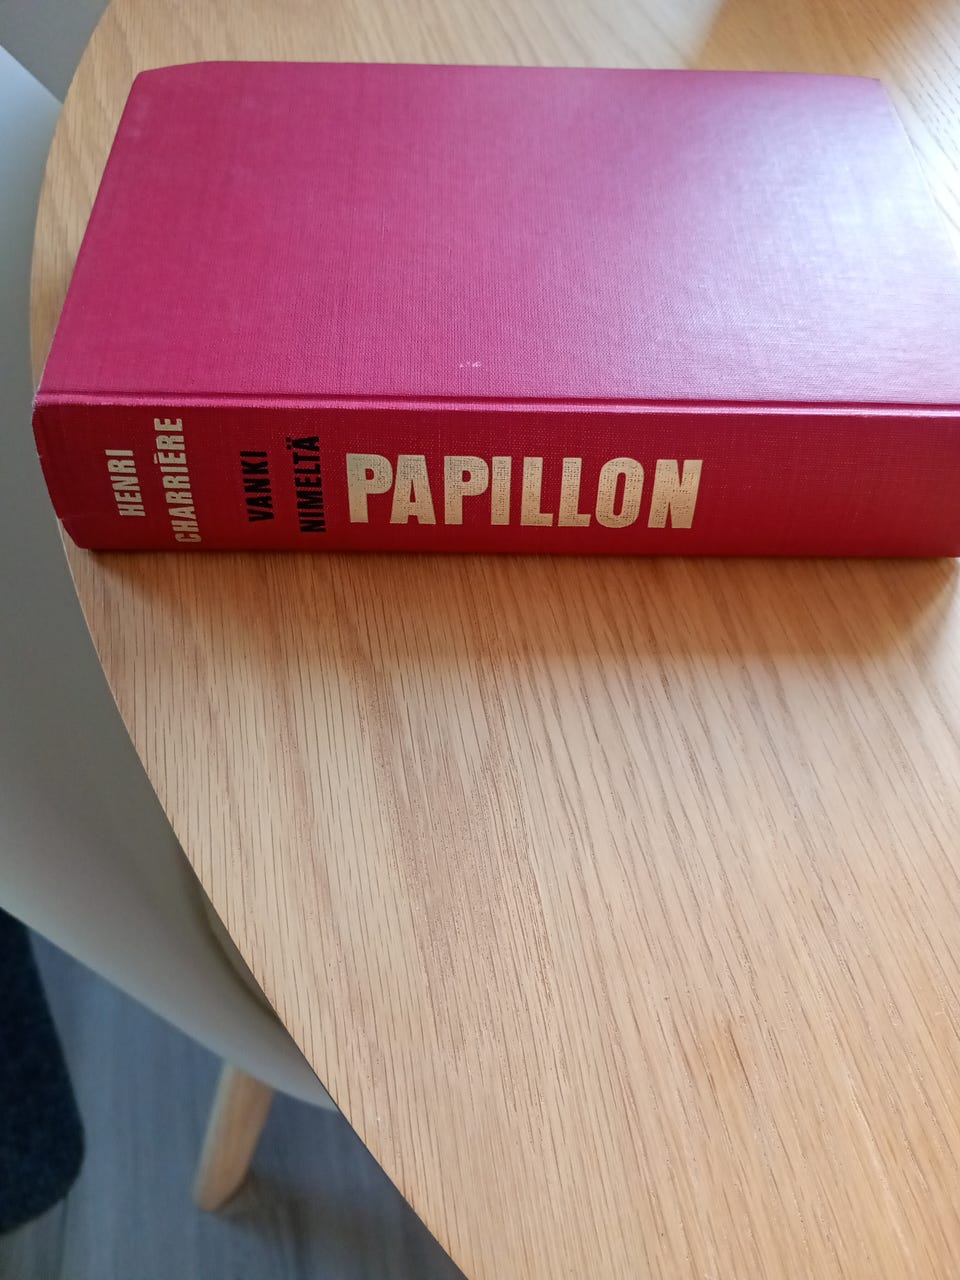 HENRI
CHARRIÈRE
VANKI
NIMELTÄ
PAPILLON